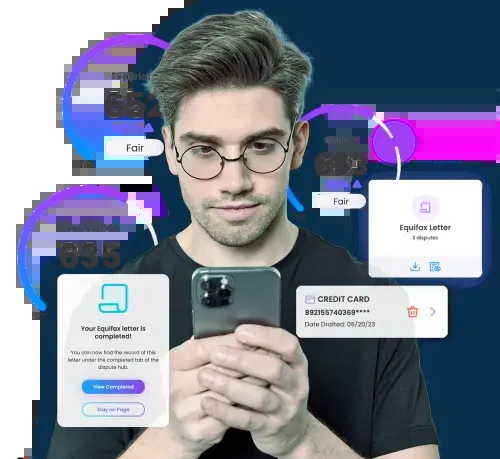 Fair
Fair
635
Equifax Letter
3 disputes
CREDIT CARD
892155740369****
Date Drafted: 06/20/23
Your Equifax letter is
completed!
You can now find the record of this
letter under the completed tab of the
dispute hub.
View Completed
Stay on Page